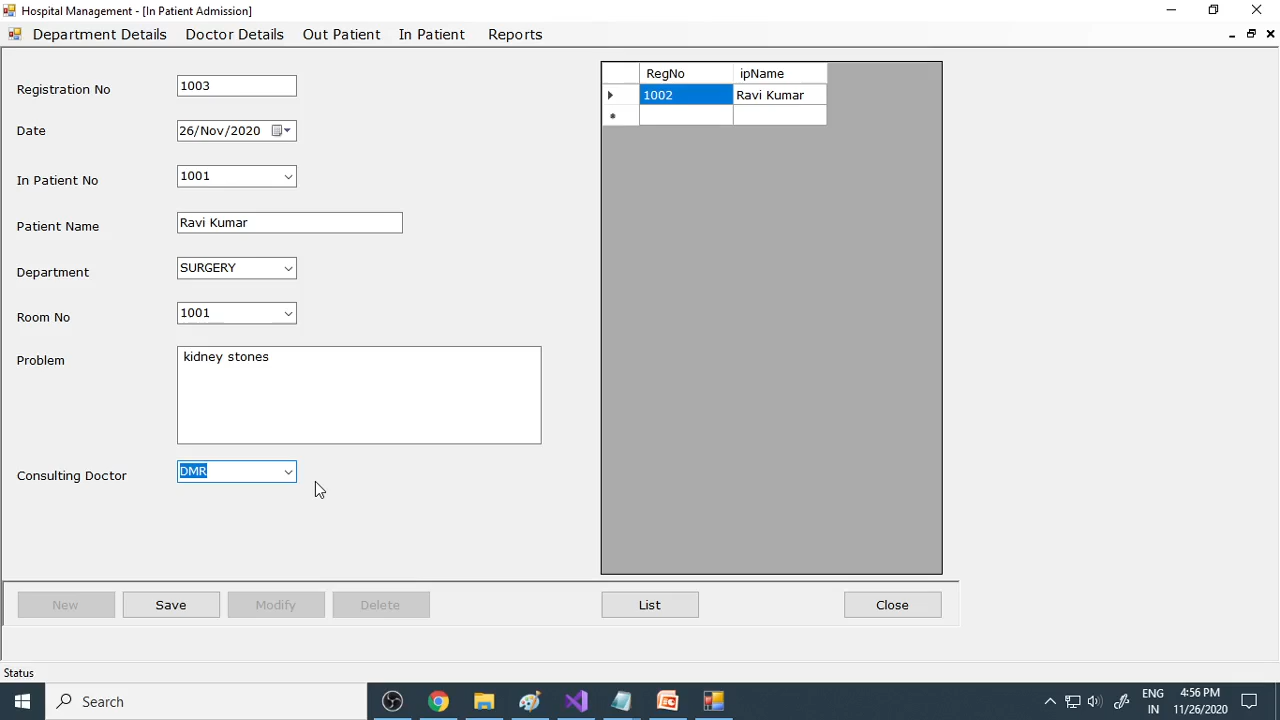 Hospital Management - [In Patient Admission]
Department Details Doctor Details Out Patient In Patient Reports
Registration No 1003
Date 26/Nov/2020
In Patient No 1001
Patient Name Ravi Kumar
Department SURGERY
Room No 1001
Problem kidney stones
Consulting Doctor DMR
RegNo ipName
1002 Ravi Kumar
New Save Modify Delete List Close
Status
Search
ENG
IN
4:56 PM
11/26/2020